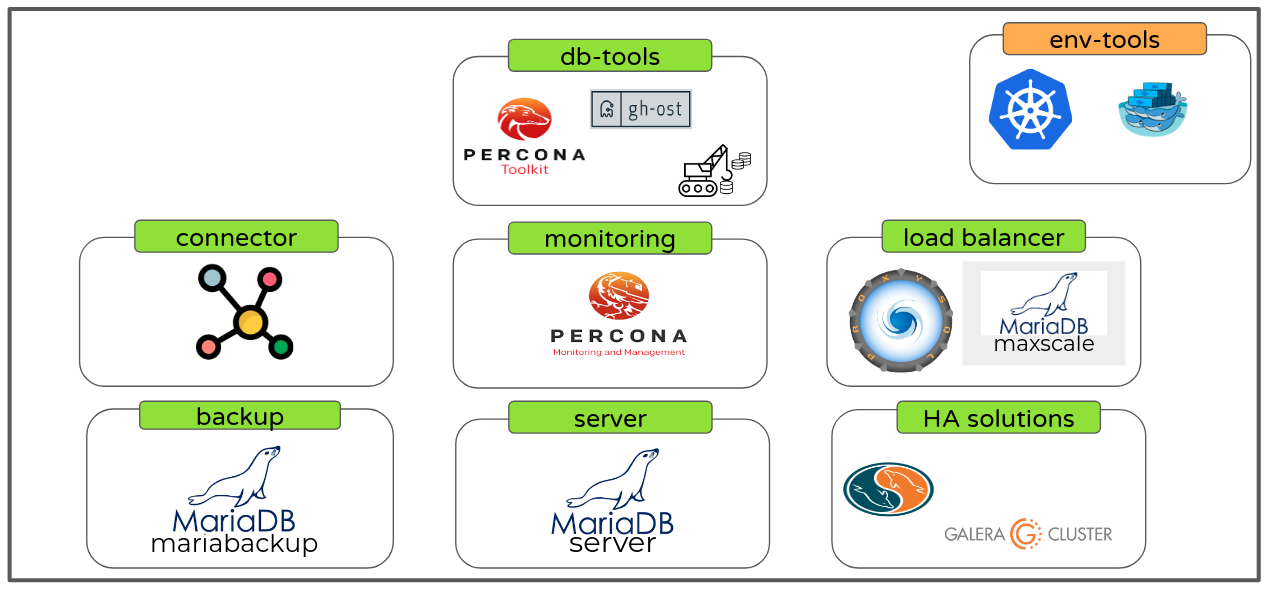 env-tools
db-tools
gh-ost
PERCONA
Toolkit
connector
monitoring
PERCONA
Monitoring and Management
load balancer
PROXYSQL
MariaDB
maxscale
backup
MariaDB
mariabackup
server
MariaDB
server
HA solutions
GALERA CLUSTER